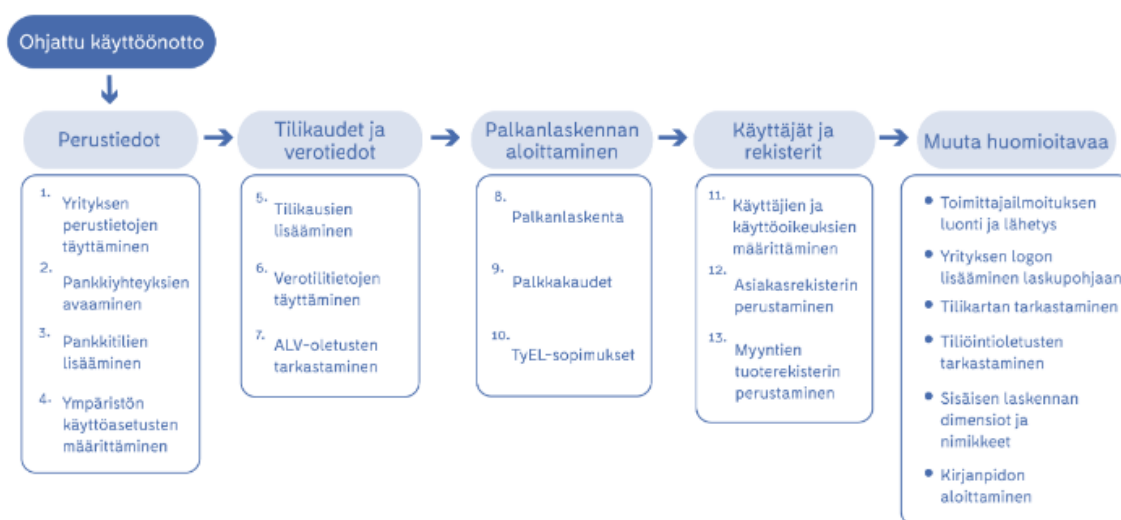 Ohjattu käyttöönotto
Perustiedot
1. Yrityksen
perustietojen
täyttäminen
2. Pankkiyhteyksien
avaaminen
3. Pankkitilien
lisääminen
4. Ympäristön
käyttöasetusten
määrittäminen
Tilikaudet ja
verotiedot
5. Tilikausien
lisääminen
6. Verotilitietojen
täyttäminen
7. ALV-oletusten
tarkastaminen
Palkanlaskennan
aloittaminen
8. Palkanlaskenta
9. Palkkakaudet
10. TyEL-sopimukset
Käyttäjät ja
rekisterit
11. Käyttäjien ja
käyttöoikeuksien
määrittäminen
12. Asiakasrekisterin
perustaminen
13. Myyntien
tuoterekisterin
perustaminen
Muuta huomioitavaa
• Toimittajailmoituksen
luonti ja lähetys
• Yrityksen logon
lisääminen laskupohjaan
• Tilikartan tarkastaminen
• Tiliöintioletusten
tarkastaminen
• Sisäisen laskennan
dimensiot ja
nimikkeet
• Kirjanpidon
aloittaminen